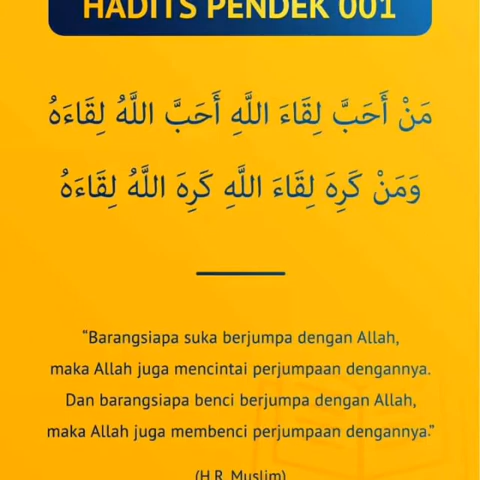 HADITS PENDEK 001
مَنْ أَحَبَّ لِقَاءَ اللَّهِ أَحَبَّ اللَّهُ لِقَاءَهُ
وَمَنْ كَرِهَ لِقَاءَ اللَّهِ كَرِهَ اللَّهُ لِقَاءَهُ
“Barangsiapa suka berjumpa dengan Allah,
maka Allah juga mencintai perjumpaan dengannya.
Dan barangsiapa benci berjumpa dengan Allah,
maka Allah juga membenci perjumpaan dengannya.”
(H.R. Muslim)